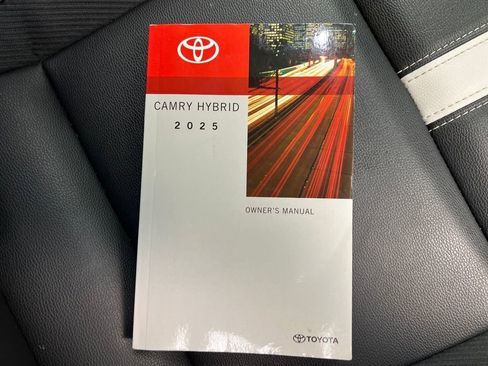 CAMRY HYBRID
2025
OWNER'S MANUAL
TOYOTA